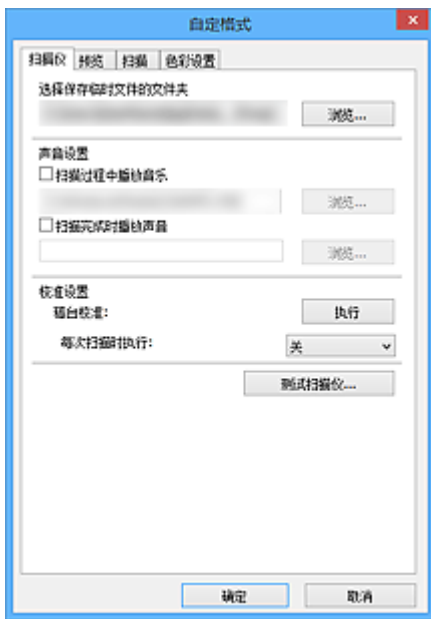 自定格式
扫描仪 预览 扫描 色彩设置
选择保存临时文件的文件夹
浏览...
声音设置
扫描过程中播放音乐
浏览...
扫描完成时播放声音
浏览...
校准设置
稿台校准： 执行
每次扫描时执行： 关
测试扫描仪...
确定 取消